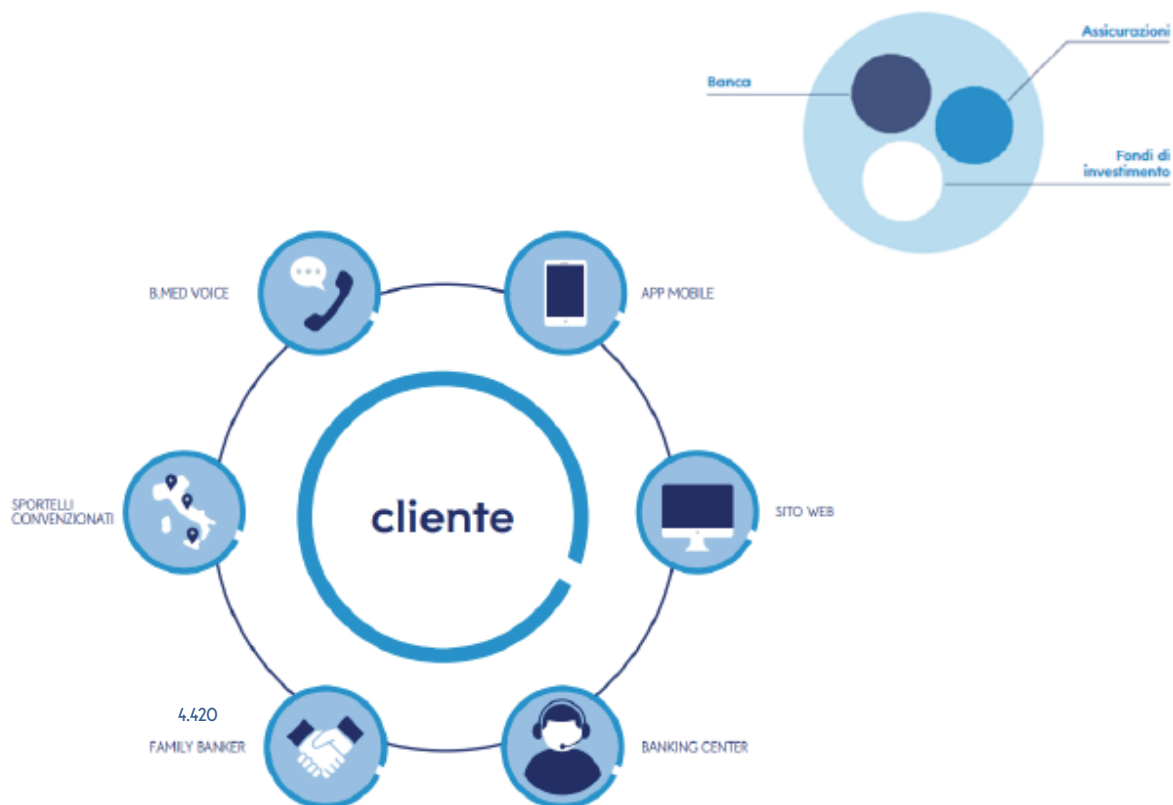 Assicurazioni
Banca
Fondi di
investimento
B.MED VOICE
APP MOBILE
SPORTELLI
CONVENZIONATI
cliente
SITO WEB
4.420
FAMILY BANKER
BANKING CENTER